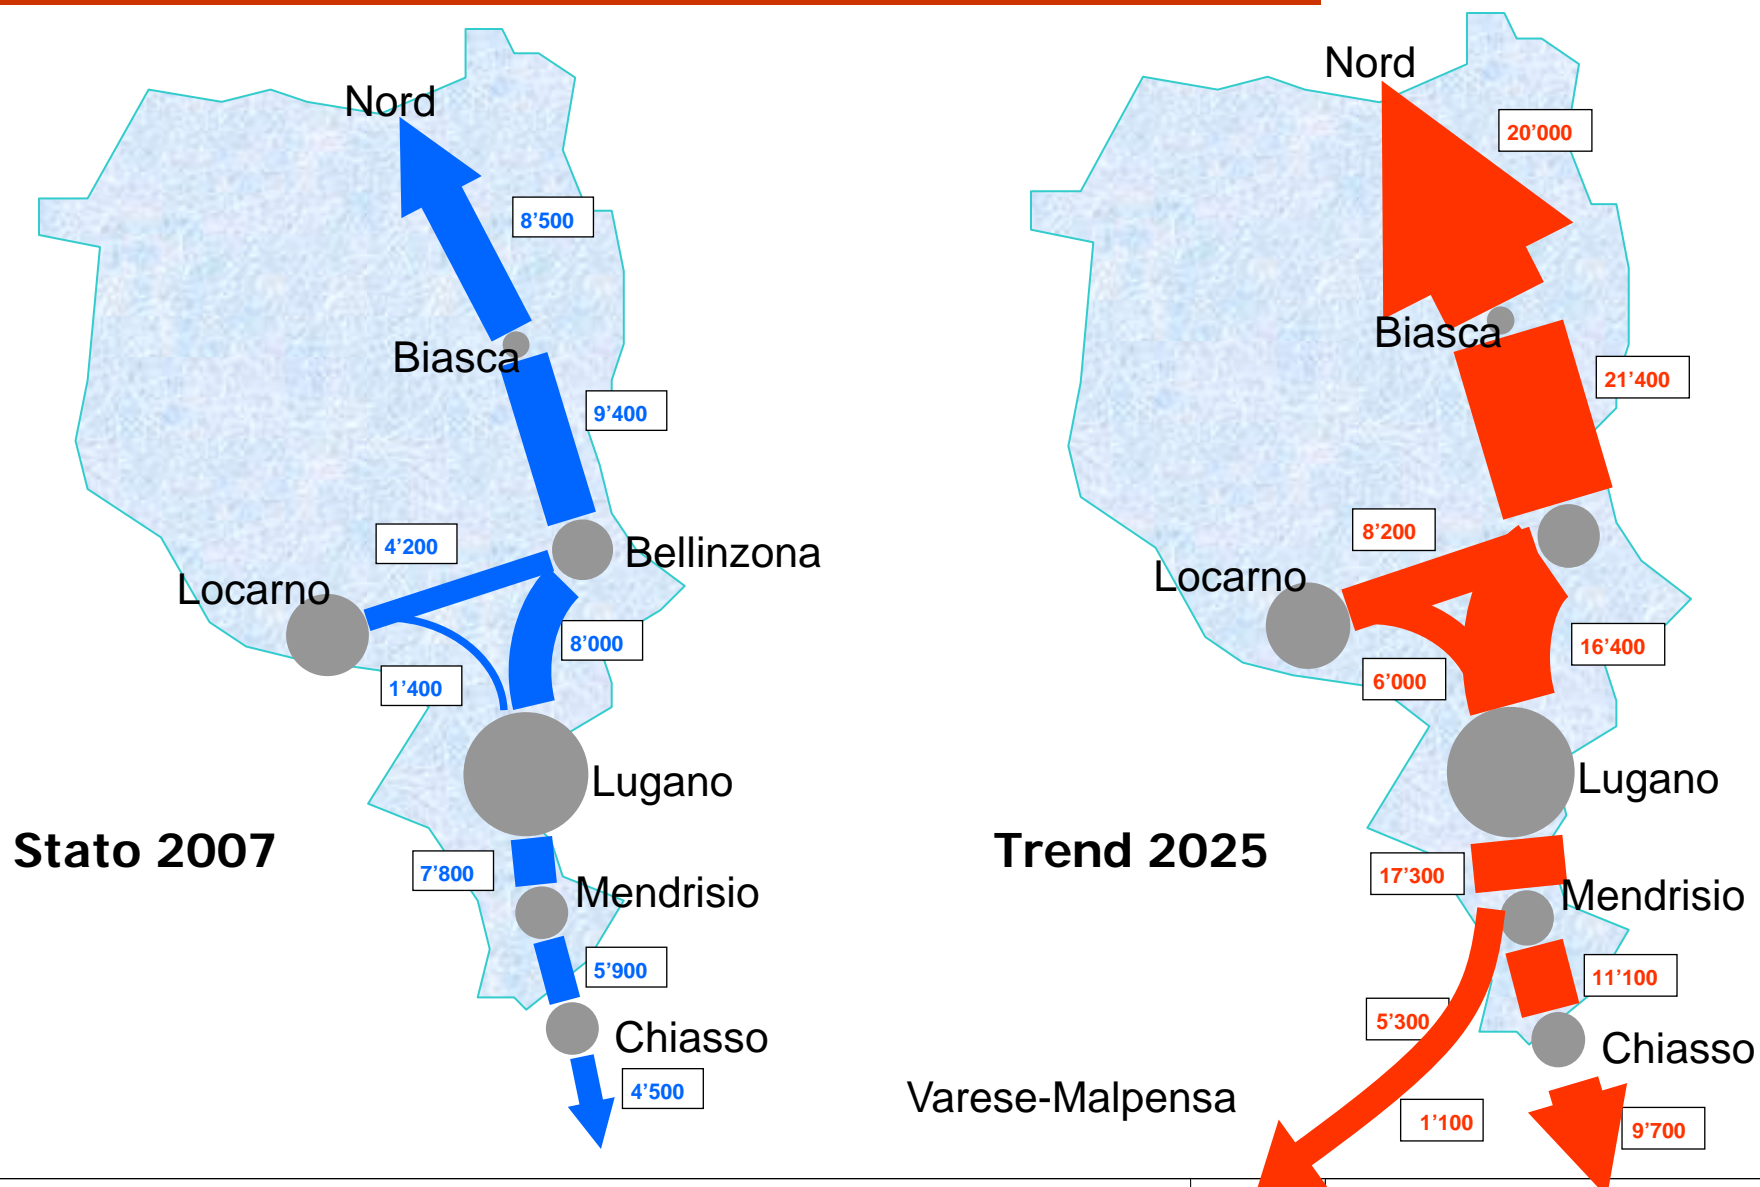 Nord
8’500
Biasca
9’400
4’200
Bellinzona
Locarno
8’000
1’400
Lugano
Stato 2007
7’800
Mendrisio
5’900
Chiasso
4’500
Nord
20’000
Biasca
21’400
8’200
Locarno
16’400
6’000
Lugano
Trend 2025
17’300
Mendrisio
11’100
5’300
Chiasso
Varese-Malpensa
1’100
9’700